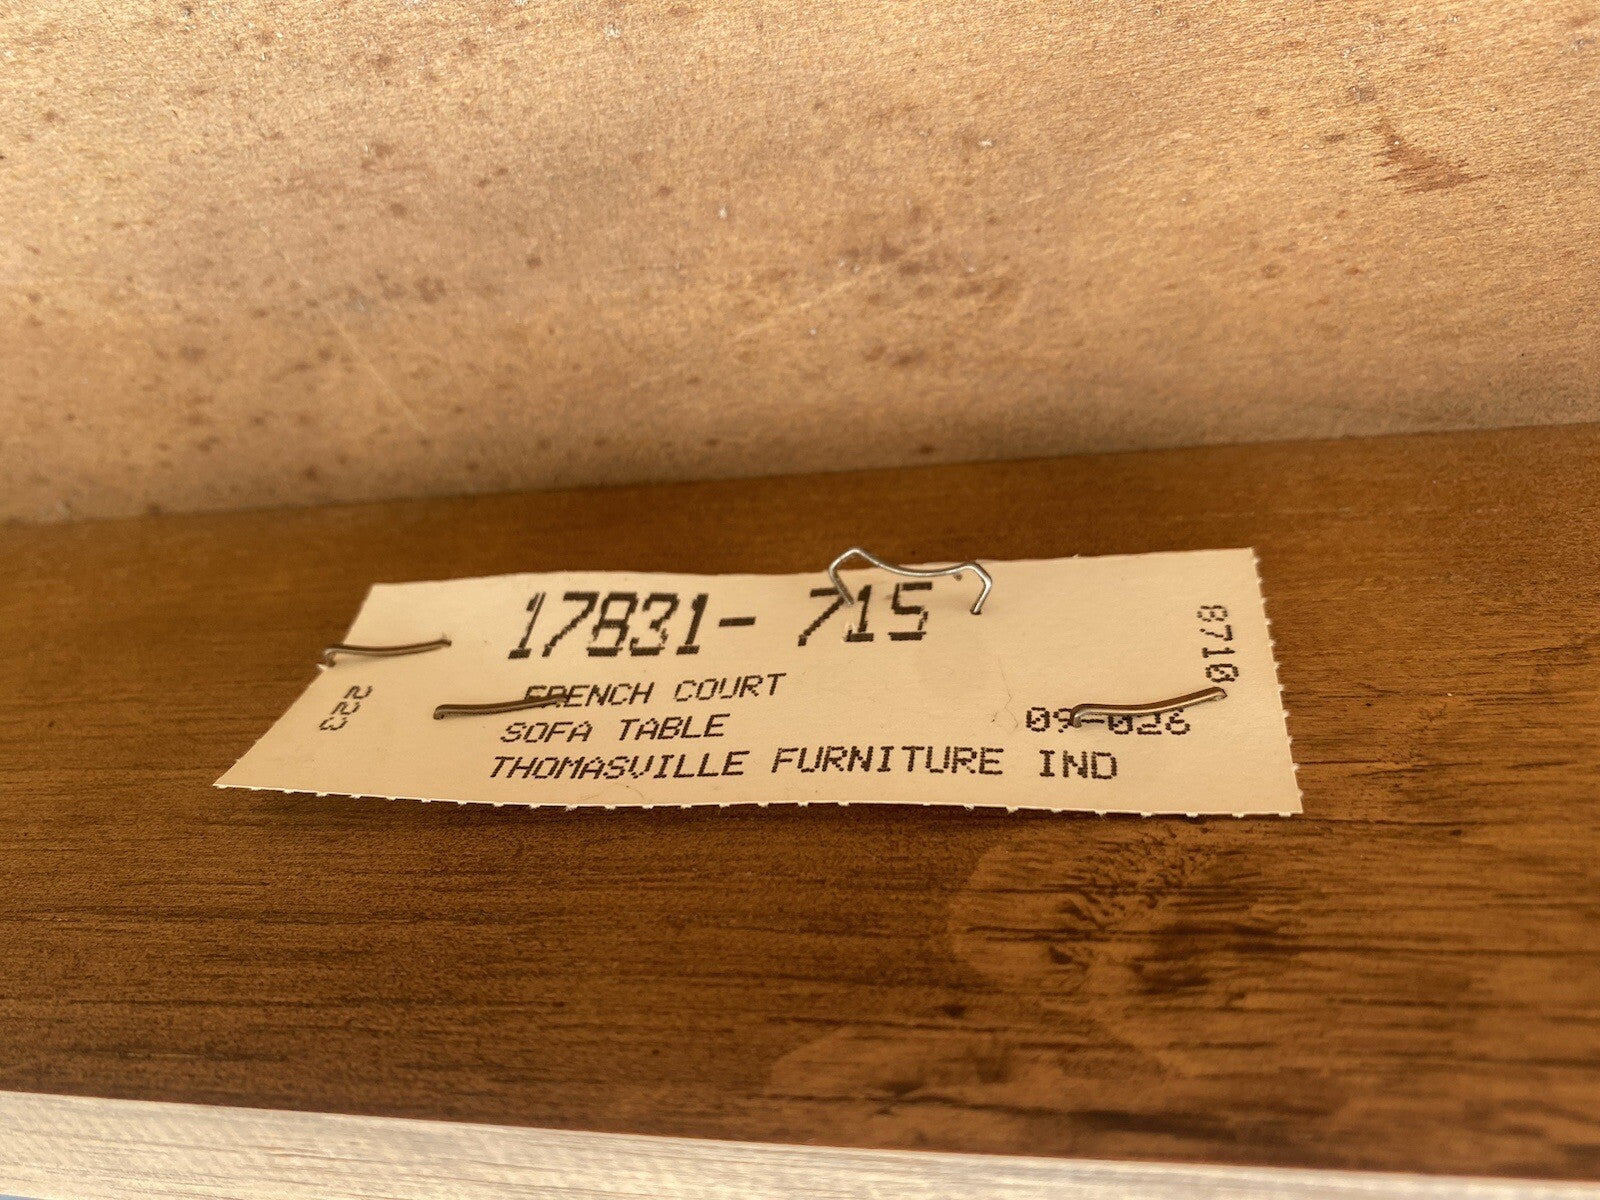 17831- 715
FRENCH COURT
SOFA TABLE
09-026
THOMASVILLE FURNITURE IND
223
8710